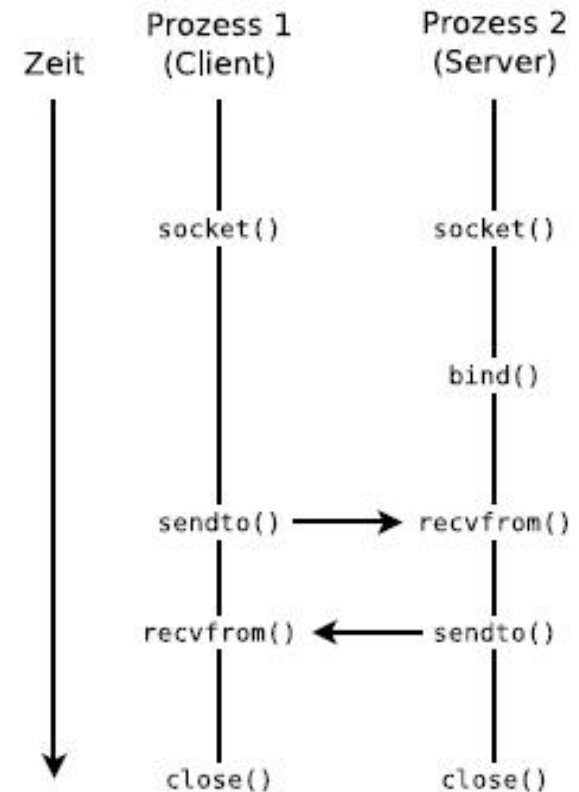 Zeit
Prozess 1
(Client)
Prozess 2
(Server)
socket()
socket()
bind()
sendto()
recvfrom()
recvfrom()
sendto()
close()
close()